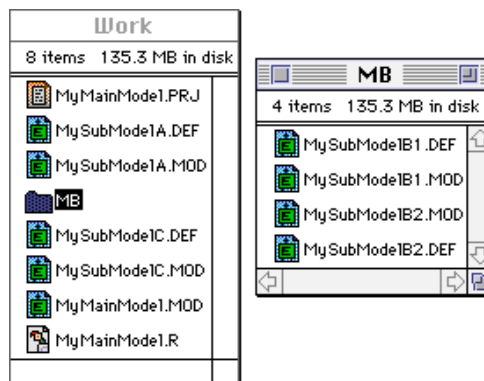 Work
8 items 135.3 MB in disk
MyMainModel.PRJ
MySubModelA.DEF
MySubModelA.MOD
MB
MySubModelC.DEF
MySubModelC.MOD
MyMainModel.MOD
MyMainModel.R
MB
4 items 135.3 MB in disk
MySubModelB1.DEF
MySubModelB1.MOD
MySubModelB2.MOD
MySubModelB2.DEF